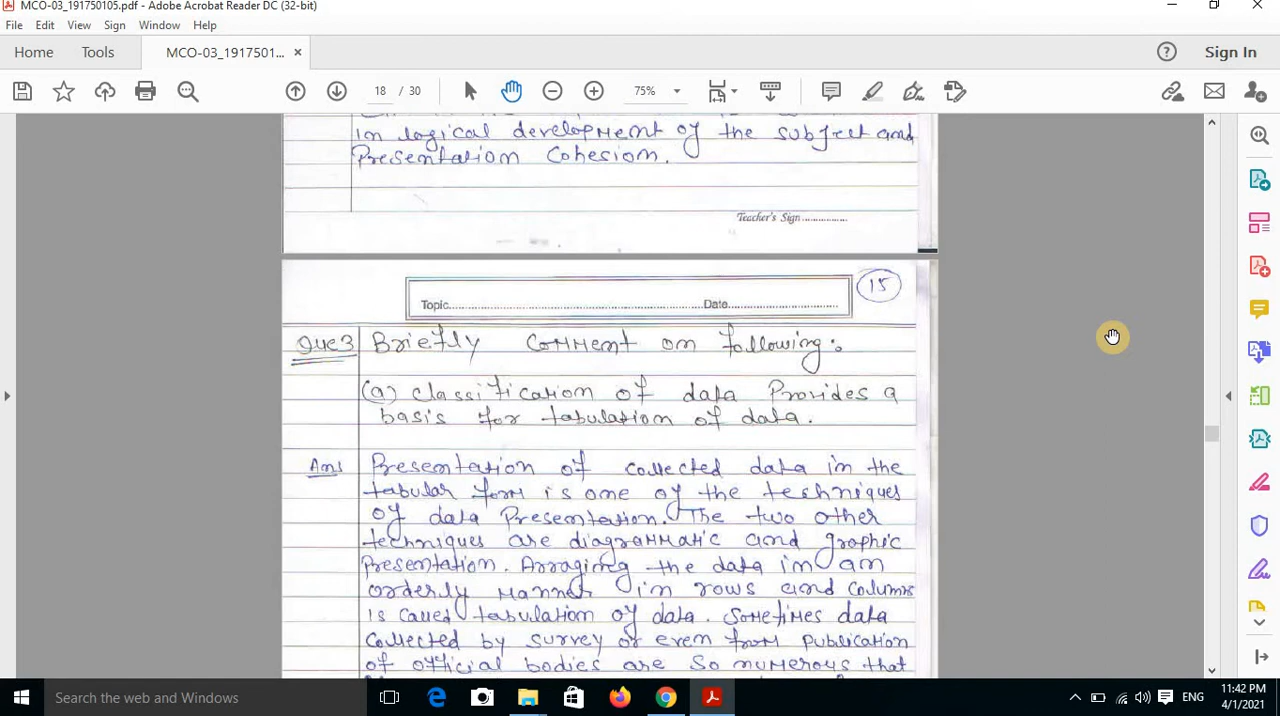 MCO-03_191750105.pdf - Adobe Acrobat Reader DC (32-bit)
File Edit View Sign Window Help
Home Tools MCO-03_1917501... × Sign In
18 / 30 75%
in logical development of the subject and
Presentation Cohesion.
Teacher's Sign
15
Topic Date
Que3 Briefly comment on following:
(a) classification of data Provides a
basis for tabulation of data.
Ans Presentation of collected data in the
tabular form is one of the techniques
of data Presentation. The two other
techniques are diagrammatic and graphic
Presentation. Arraging the data in an
orderly manner in rows and columns
is called tabulation of data. Sometimes data
collected by survey or even from publication
of official bodies are so numerous that
Search the web and Windows
ENG
11:42 PM
4/1/2021